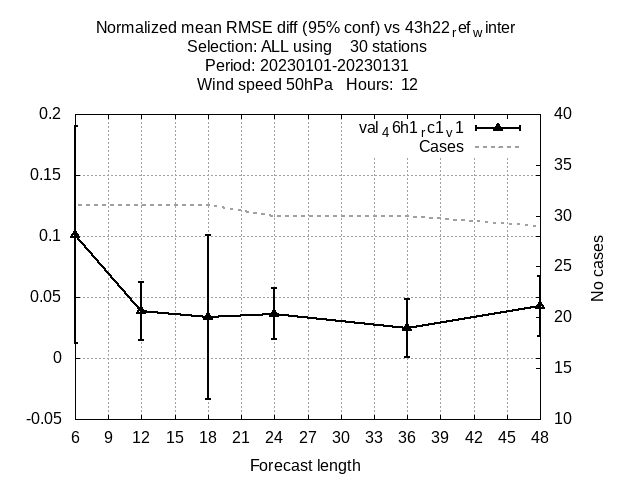 Normalized mean RMSE diff (95% conf) vs 43h22refwinter
Selection: ALL using 30 stations
Period: 20230101-20230131
Wind speed 50hPa Hours: 12
0.2
0.15
0.1
0.05
0
-0.05
val46h1rc1v1
Cases
40
35
30
25
20
15
10
No cases
6 9 12 15 18 21 24 27 30 33 36 39 42 45 48
Forecast length